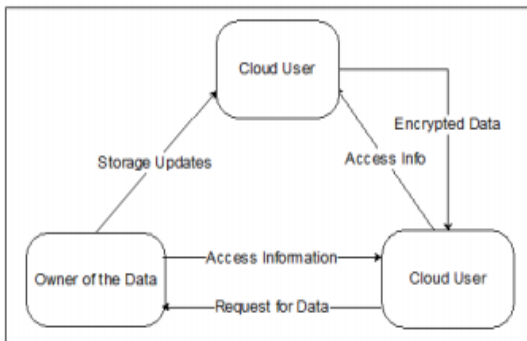 Cloud User
Encrypted Data
Access Info
Storage Updates
Owner of the Data
Access Information
Cloud User
Request for Data